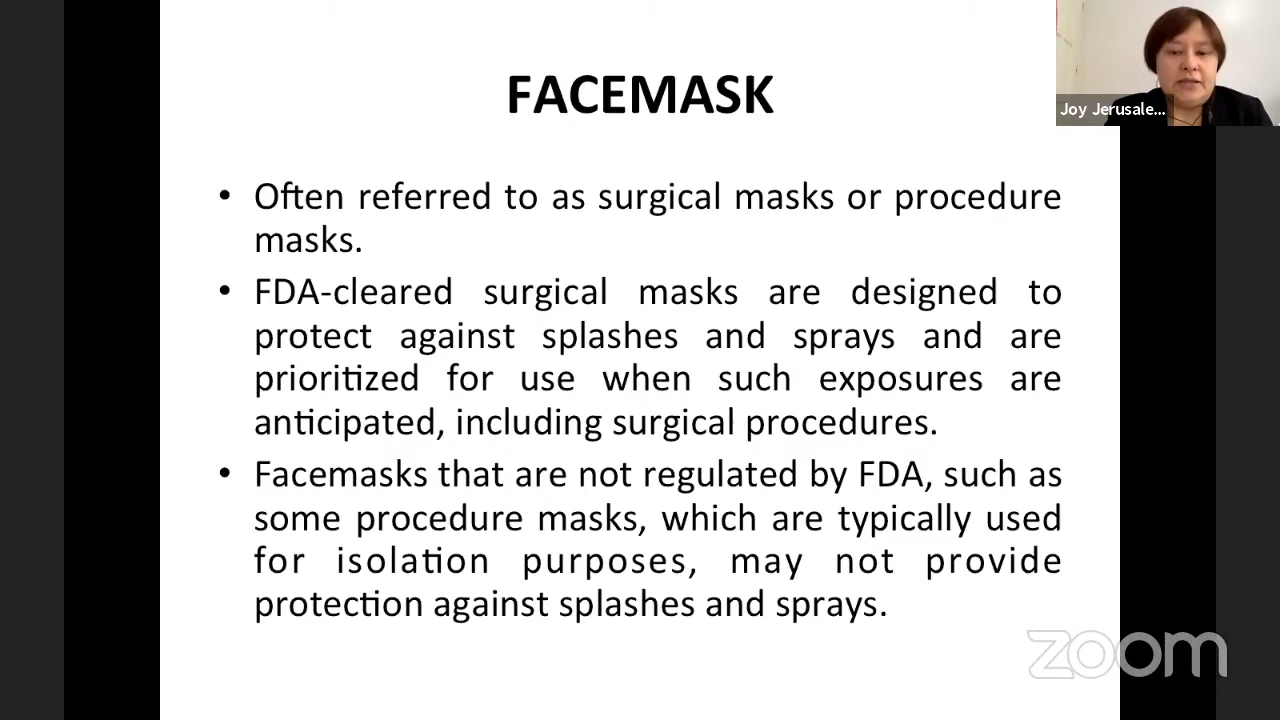 FACEMASK
Joy Jerusale...
• Often referred to as surgical masks or procedure
masks.
• FDA-cleared surgical masks are designed to
protect against splashes and sprays and are
prioritized for use when such exposures are
anticipated, including surgical procedures.
• Facemasks that are not regulated by FDA, such as
some procedure masks, which are typically used
for isolation purposes, may not provide
protection against splashes and sprays.
zoom